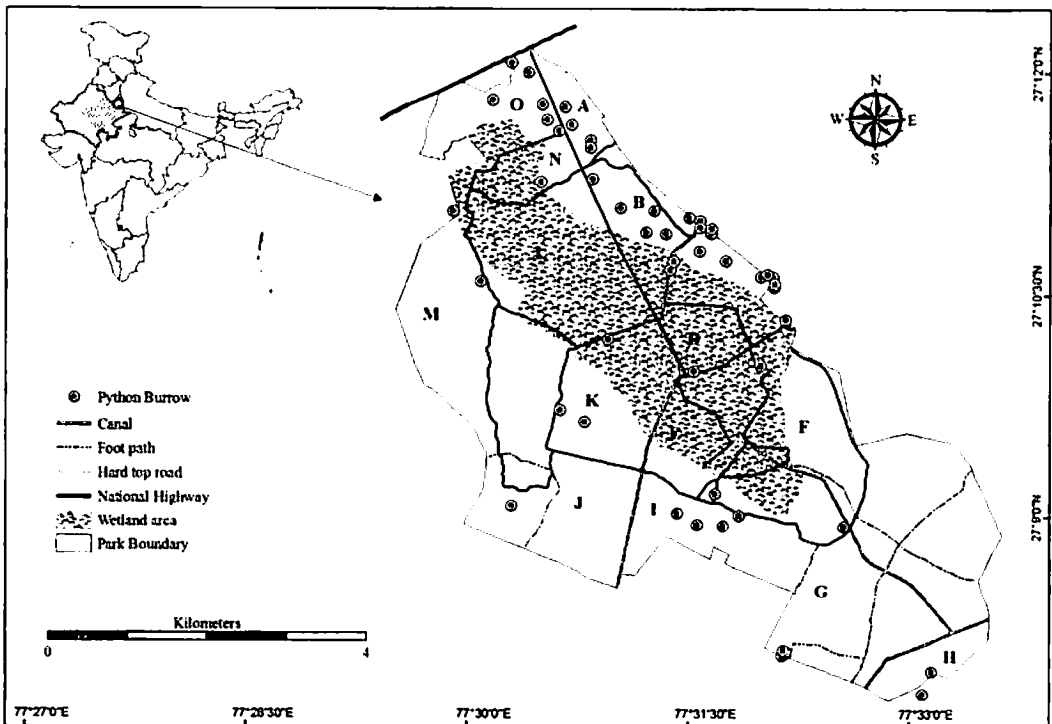 N
W
E
S
27°12'0"N
27°10'30"N
27°9'0"N
O
A
N
B
M
K
F
J
I
G
H
Python Burrow
Canal
Foot path
Hard top road
National Highway
Wetland area
Park Boundary
Kilometers
0
4
77°27'0"E
77°28'30"E
77°30'0"E
77°31'30"E
77°33'0"E